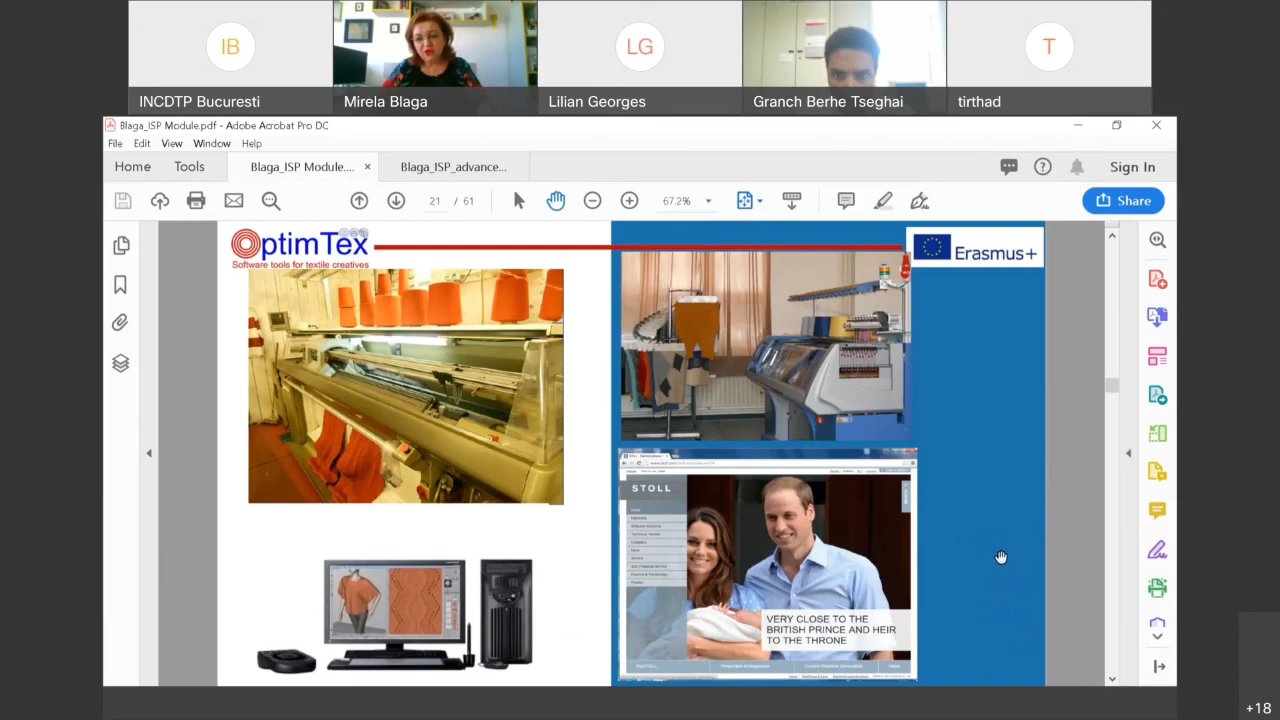 IB
LG
T
INCDTP Bucuresti
Mirela Blaga
Lilian Georges
Granch Berhe Tseghai
tirthad
Blaga_ISP Module.pdf - Adobe Acrobat Pro DC
File Edit View Window Help
Home Tools Blaga_ISP Module.... × Blaga_ISP_advance... Sign In
21 / 61 67.2% Share
OptimTex
Software tools for textile creatives
Erasmus+
STOLL
VERY CLOSE TO THE
BRITISH PRINCE AND HEIR
TO THE THRONE
+18